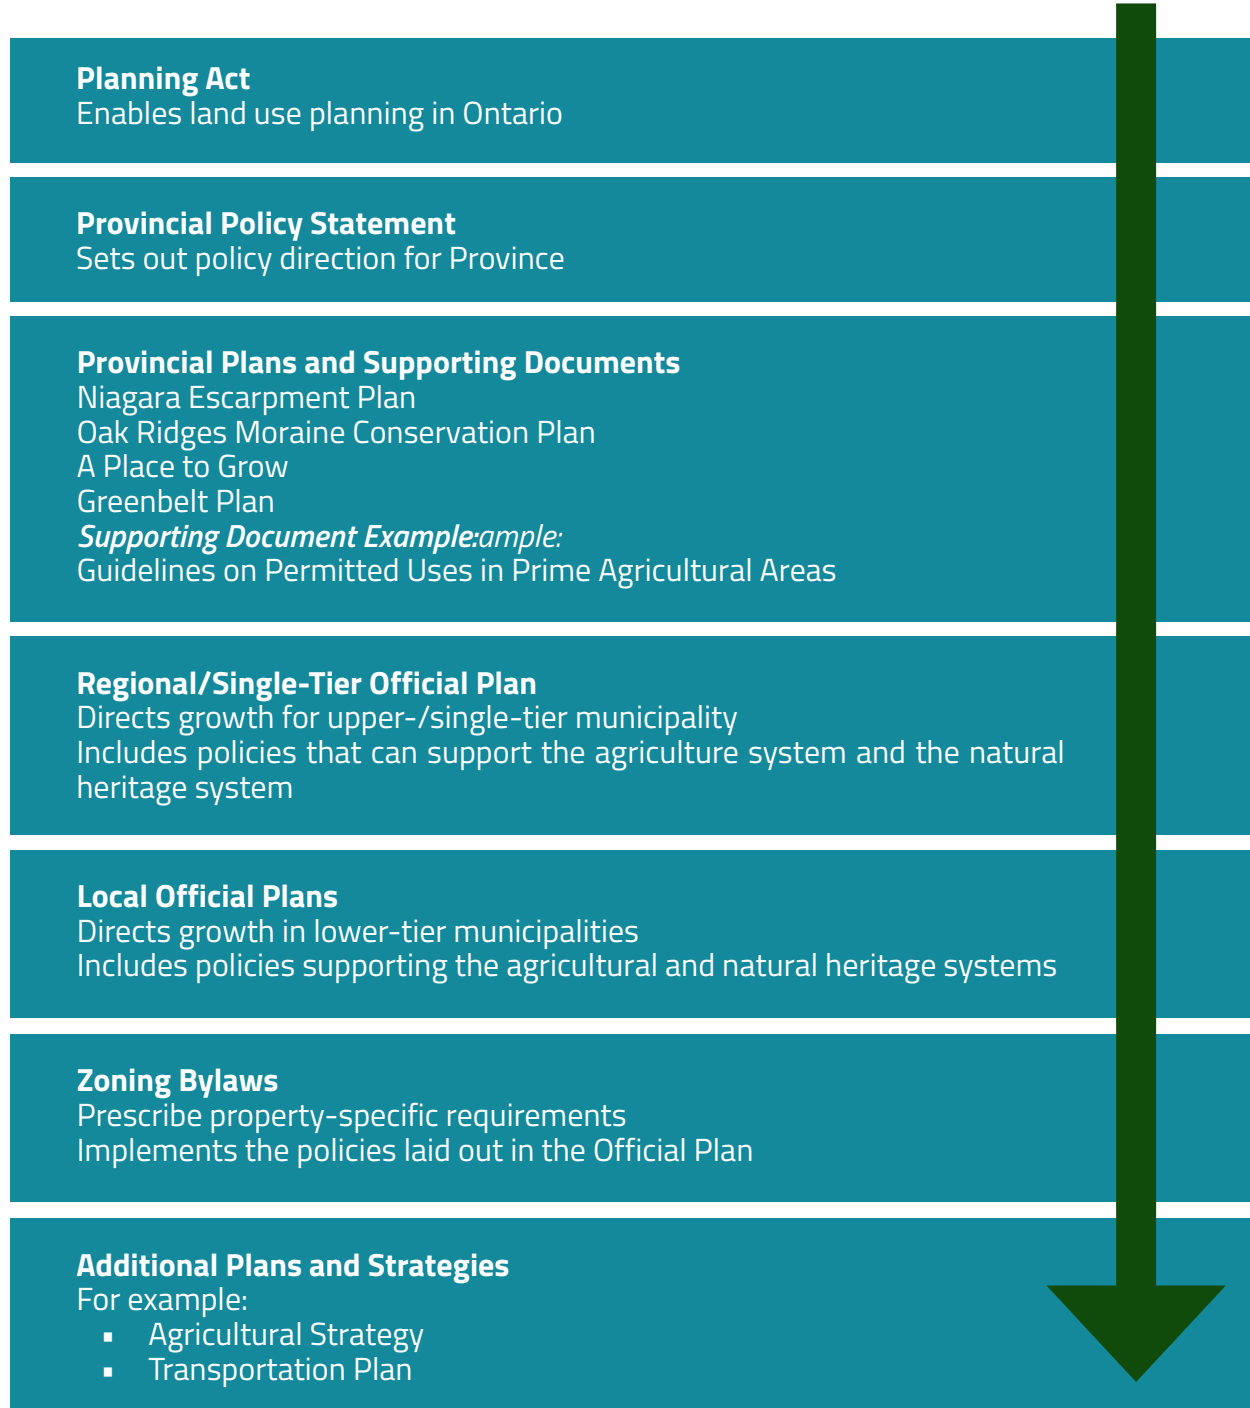 Planning Act
Enables land use planning in Ontario
Provincial Policy Statement
Sets out policy direction for Province
Provincial Plans and Supporting Documents
Niagara Escarpment Plan
Oak Ridges Moraine Conservation Plan
A Place to Grow
Greenbelt Plan
Supporting Document Example:ample:
Guidelines on Permitted Uses in Prime Agricultural Areas
Regional/Single-Tier Official Plan
Directs growth for upper-/single-tier municipality
Includes policies that can support the agriculture system and the natural
heritage system
Local Official Plans
Directs growth in lower-tier municipalities
Includes policies supporting the agricultural and natural heritage systems
Zoning Bylaws
Prescribe property-specific requirements
Implements the policies laid out in the Official Plan
Additional Plans and Strategies
For example:
▪ Agricultural Strategy
▪ Transportation Plan